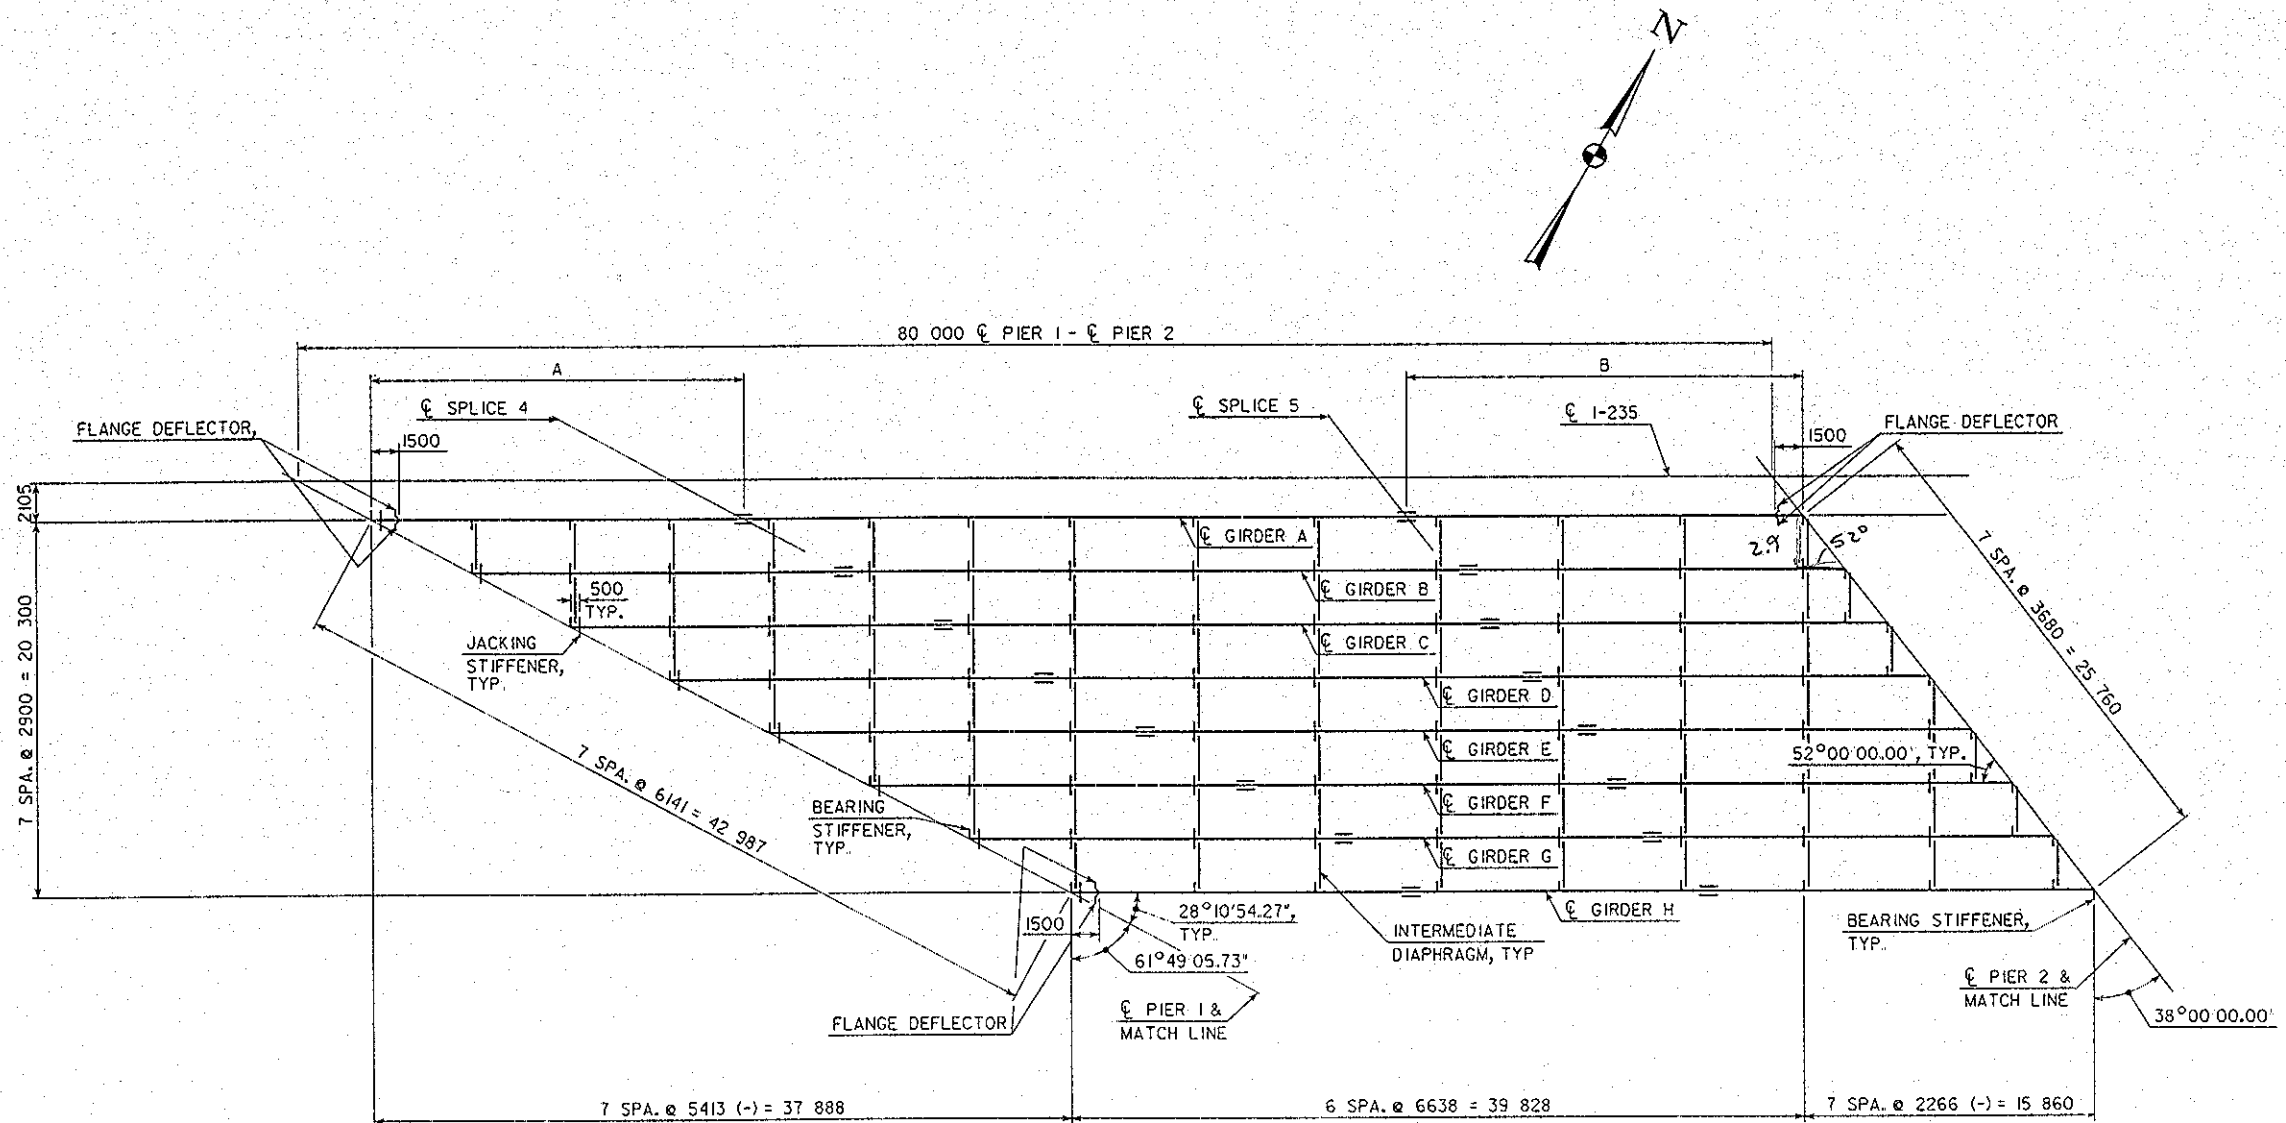 N
80 000 ℄ PIER 1 - ℄ PIER 2
A
B
℄ SPLICE 4
℄ SPLICE 5
℄ I-235
FLANGE DEFLECTOR,
1500
1500
FLANGE DEFLECTOR
2105
℄ GIRDER A
2.9
52°
7 SPA. @ 3680 = 25 760
500
TYP.
℄ GIRDER B
JACKING
STIFFENER,
TYP.
℄ GIRDER C
7 SPA. @ 2900 = 20 300
℄ GIRDER D
7 SPA. @ 6141 = 42 987
℄ GIRDER E
52°00'00.00", TYP.
BEARING
STIFFENER,
TYP.
℄ GIRDER F
℄ GIRDER G
1500
28°10'54.27",
TYP.
℄ GIRDER H
61°49'05.73"
INTERMEDIATE
DIAPHRAGM, TYP
BEARING STIFFENER,
TYP.
FLANGE DEFLECTOR
℄ PIER 1 &
MATCH LINE
℄ PIER 2 &
MATCH LINE
38°00'00.00"
7 SPA. @ 5413 (-) = 37 888
6 SPA. @ 6638 = 39 828
7 SPA. @ 2266 (-) = 15 860